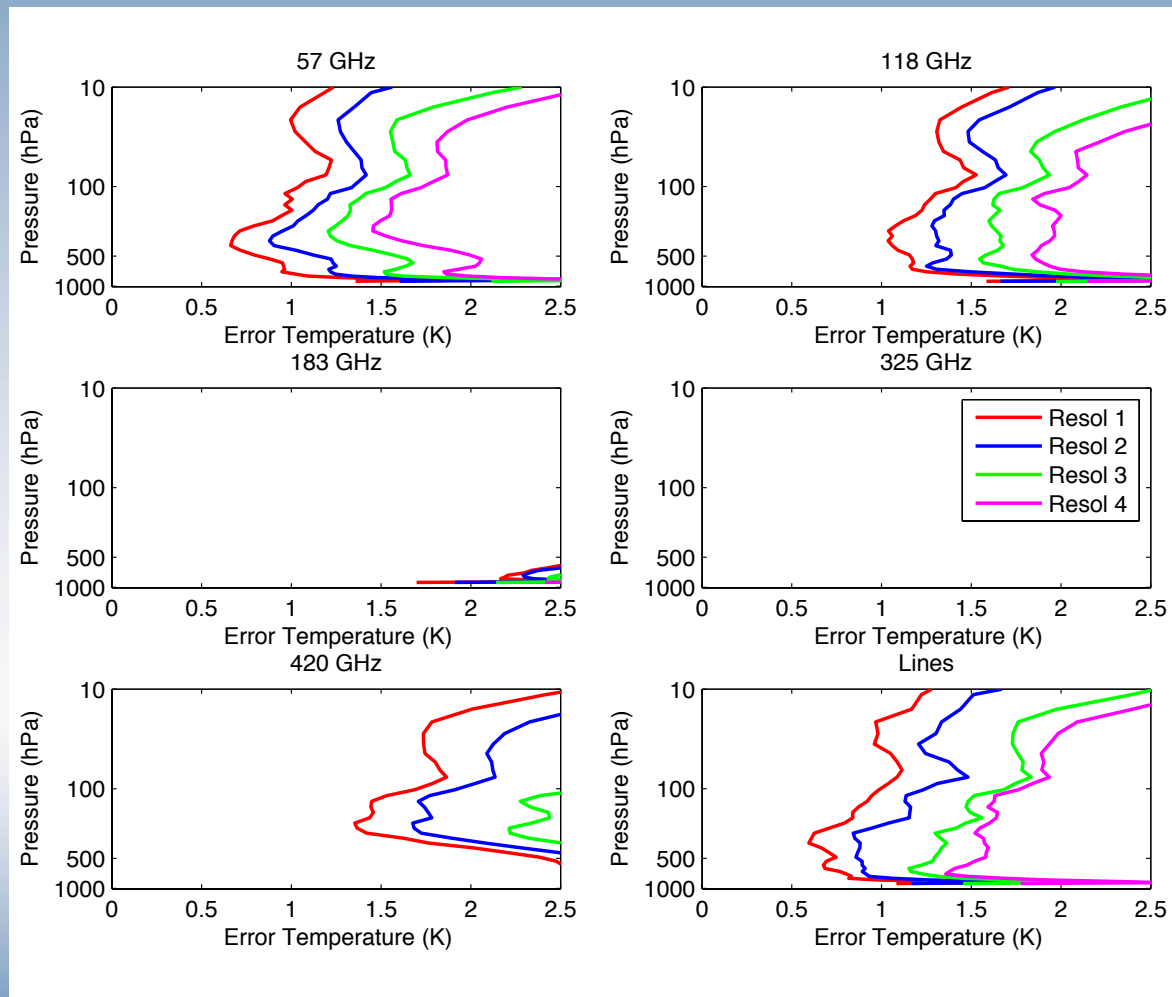 57 GHz
10
100
500
1000
Pressure (hPa)
0 0.5 1 1.5 2 2.5
Error Temperature (K)
118 GHz
10
100
500
1000
Pressure (hPa)
0 0.5 1 1.5 2 2.5
Error Temperature (K)
183 GHz
10
100
500
1000
Pressure (hPa)
0 0.5 1 1.5 2 2.5
Error Temperature (K)
325 GHz
10
100
500
1000
Pressure (hPa)
Resol 1
Resol 2
Resol 3
Resol 4
0 0.5 1 1.5 2 2.5
Error Temperature (K)
420 GHz
10
100
500
1000
Pressure (hPa)
0 0.5 1 1.5 2 2.5
Error Temperature (K)
Lines
10
100
500
1000
Pressure (hPa)
0 0.5 1 1.5 2 2.5
Error Temperature (K)